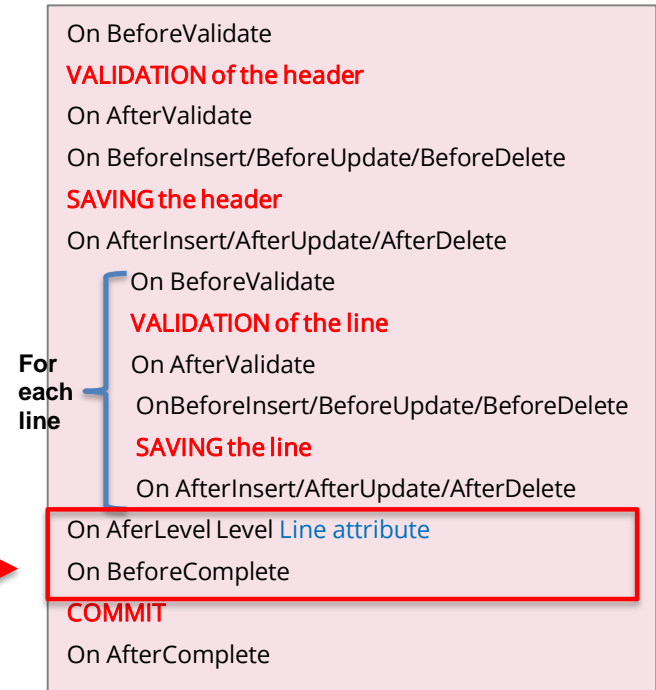 On BeforeValidate
VALIDATION of the header
On AfterValidate
On BeforeInsert/BeforeUpdate/BeforeDelete
SAVING the header
On AfterInsert/AfterUpdate/AfterDelete
For
each
line
On BeforeValidate
VALIDATION of the line
On AfterValidate
OnBeforeInsert/BeforeUpdate/BeforeDelete
SAVING the line
On AfterInsert/AfterUpdate/AfterDelete
On AferLevel Level Line attribute
On BeforeComplete
COMMIT
On AfterComplete